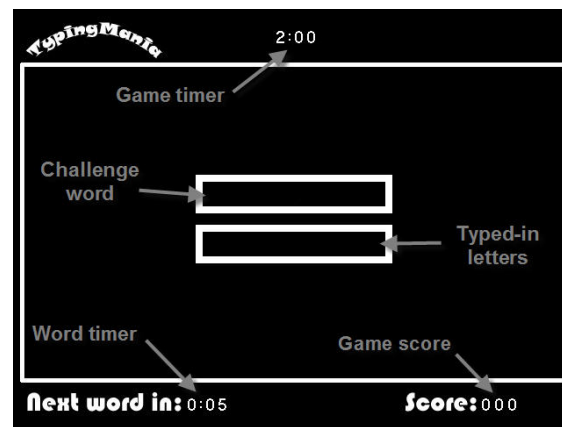 TypingMania
2:00
Game timer
Challenge
word
Typed-in
letters
Word timer
Game score
Next word in: 0:05
Score: 000